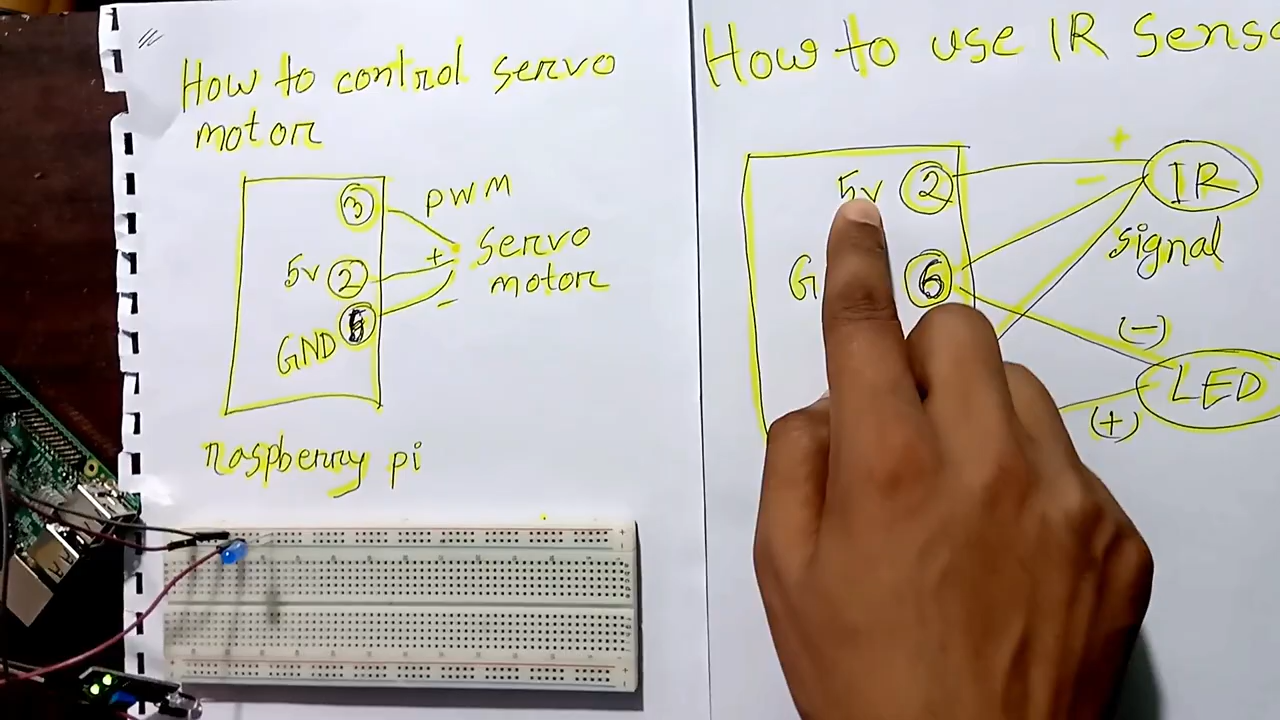 How to control servo
motor
3
PWM
5v 2
+
servo
motor
GND 6
-
raspberry pi
How to use IR Senso
5v 2
+
IR
-
signal
G
6
(-)
LED
(+)